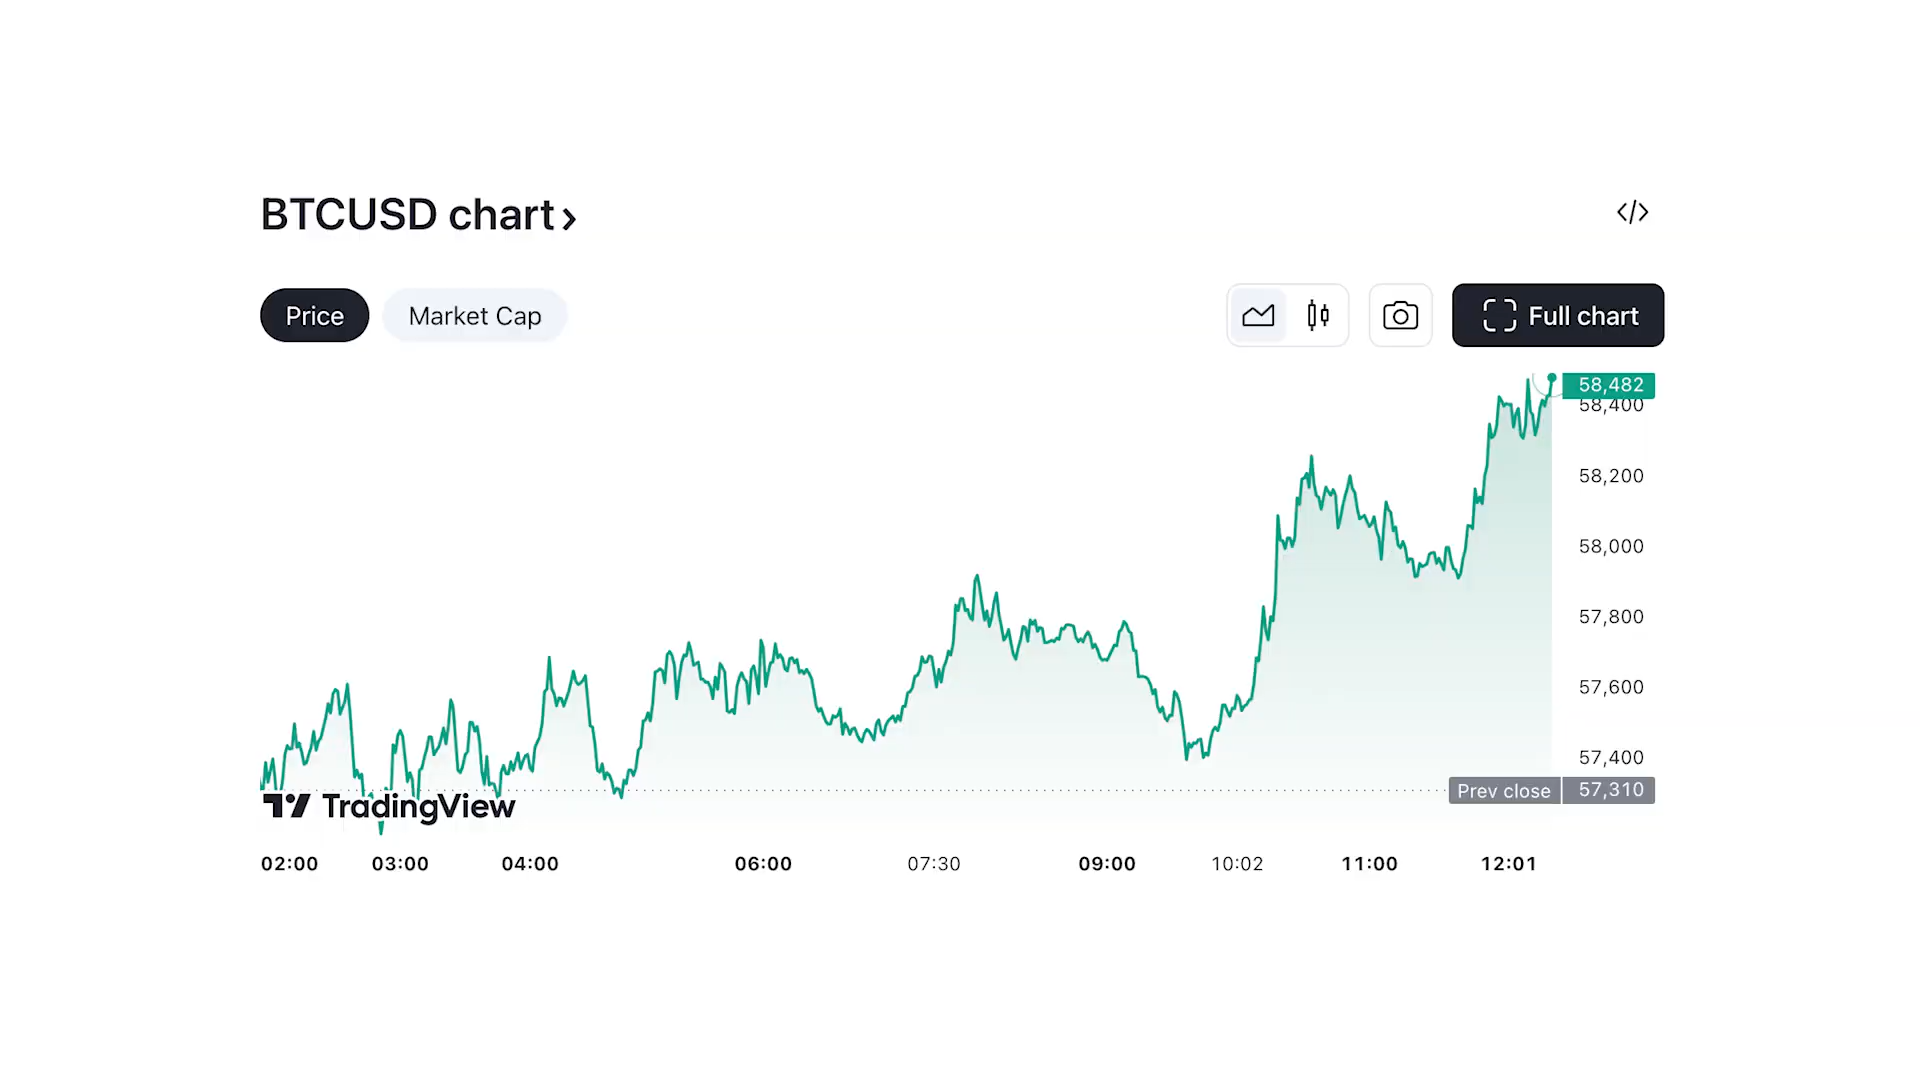 BTCUSD chart
Price
Market Cap
Full chart
58,482
58,400
58,200
58,000
57,800
57,600
57,400
Prev close 57,310
TradingView
02:00 03:00 04:00 06:00 07:30 09:00 10:02 11:00 12:01